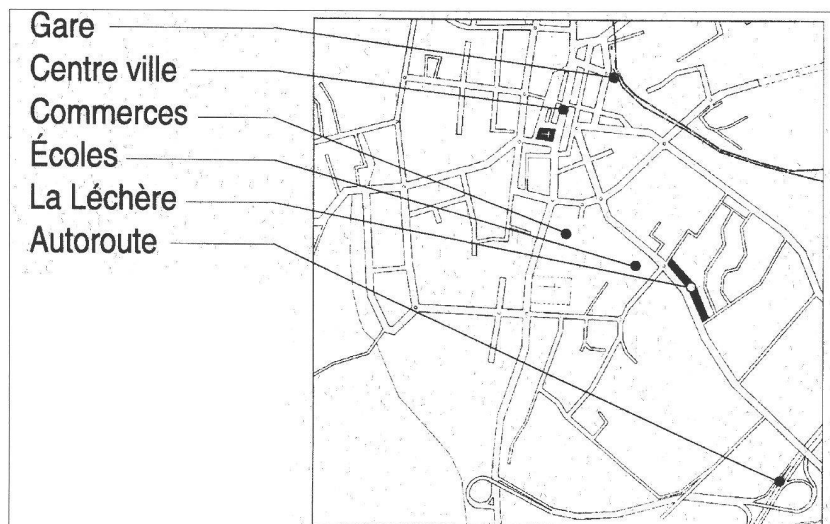 Gare
Centre ville
Commerces
Écoles
La Léchère
Autoroute